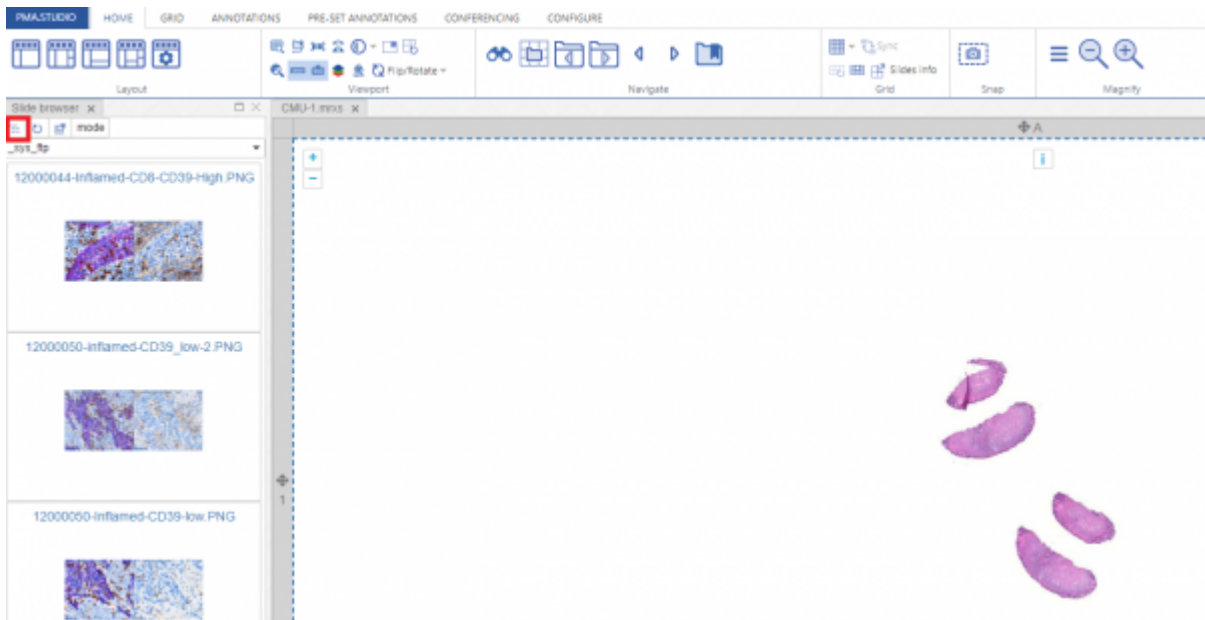 PMA.STUDIO HOME GRID ANNOTATIONS PRE-SET ANNOTATIONS CONFERENCING CONFIGURE
Sync
Flip/Rotate
Slides info
Layout Viewport Navigate Grid Snap Magnify
Slide browser x CMU-1.mrxs x
mode
A
_sys_ftp
12000044-Inflamed-CD8-CD39-High.PNG
12000050-inflamed-CD39_low-2.PNG
1
12000050-Inflamed-CD39-low.PNG